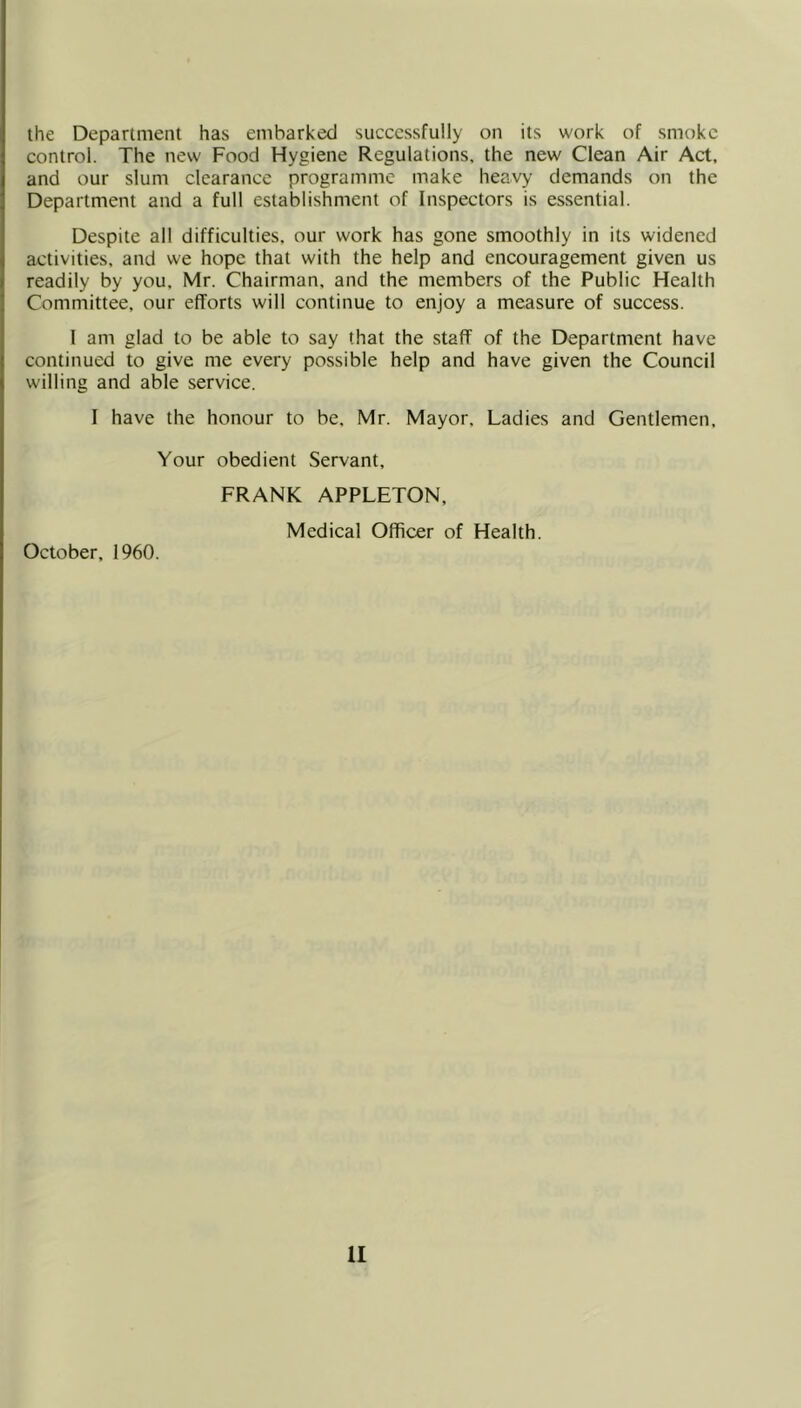 the Department has embarked successfully on its work of smoke
control. The new Food Hygiene Regulations, the new Clean Air Act,
and our slum clearance programme make heavy demands on the
Department and a full establishment of Inspectors is essential.
Despite all difficulties, our work has gone smoothly in its widened
activities, and we hope that with the help and encouragement given us
readily by you, Mr. Chairman, and the members of the Public Health
Committee, our efforts will continue to enjoy a measure of success.
I am glad to be able to say that the staff of the Department have
continued to give me every possible help and have given the Council
willing and able service.
I have the honour to be, Mr. Mayor, Ladies and Gentlemen,
Your obedient Servant,
FRANK APPLETON,
Medical Officer of Health.
October, 1960.
11